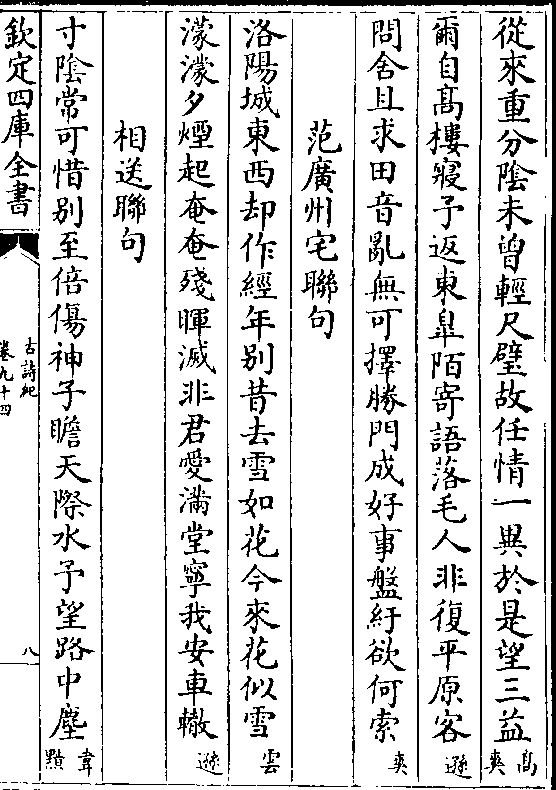 從來重分陰未曾輕尺璧故任情一異於是望三益髙爽
爾自髙樓寢予返東臯陌寄語落毛人非復平原客遜
問舍且求田音亂無可擇勝門成好事盤紆欲何索爽
范廣州宅聯句
洛陽城東西却作經年別昔去雪如花今來花似雪雲
濛濛夕煙起奄奄殘暉滅非君愛滿堂寧我安車轍遜
相送聯句
寸陰常可惜別至倍傷神子瞻天際水予望路中塵韋黯
欽定四庫全書
古詩紀
卷九十四
八